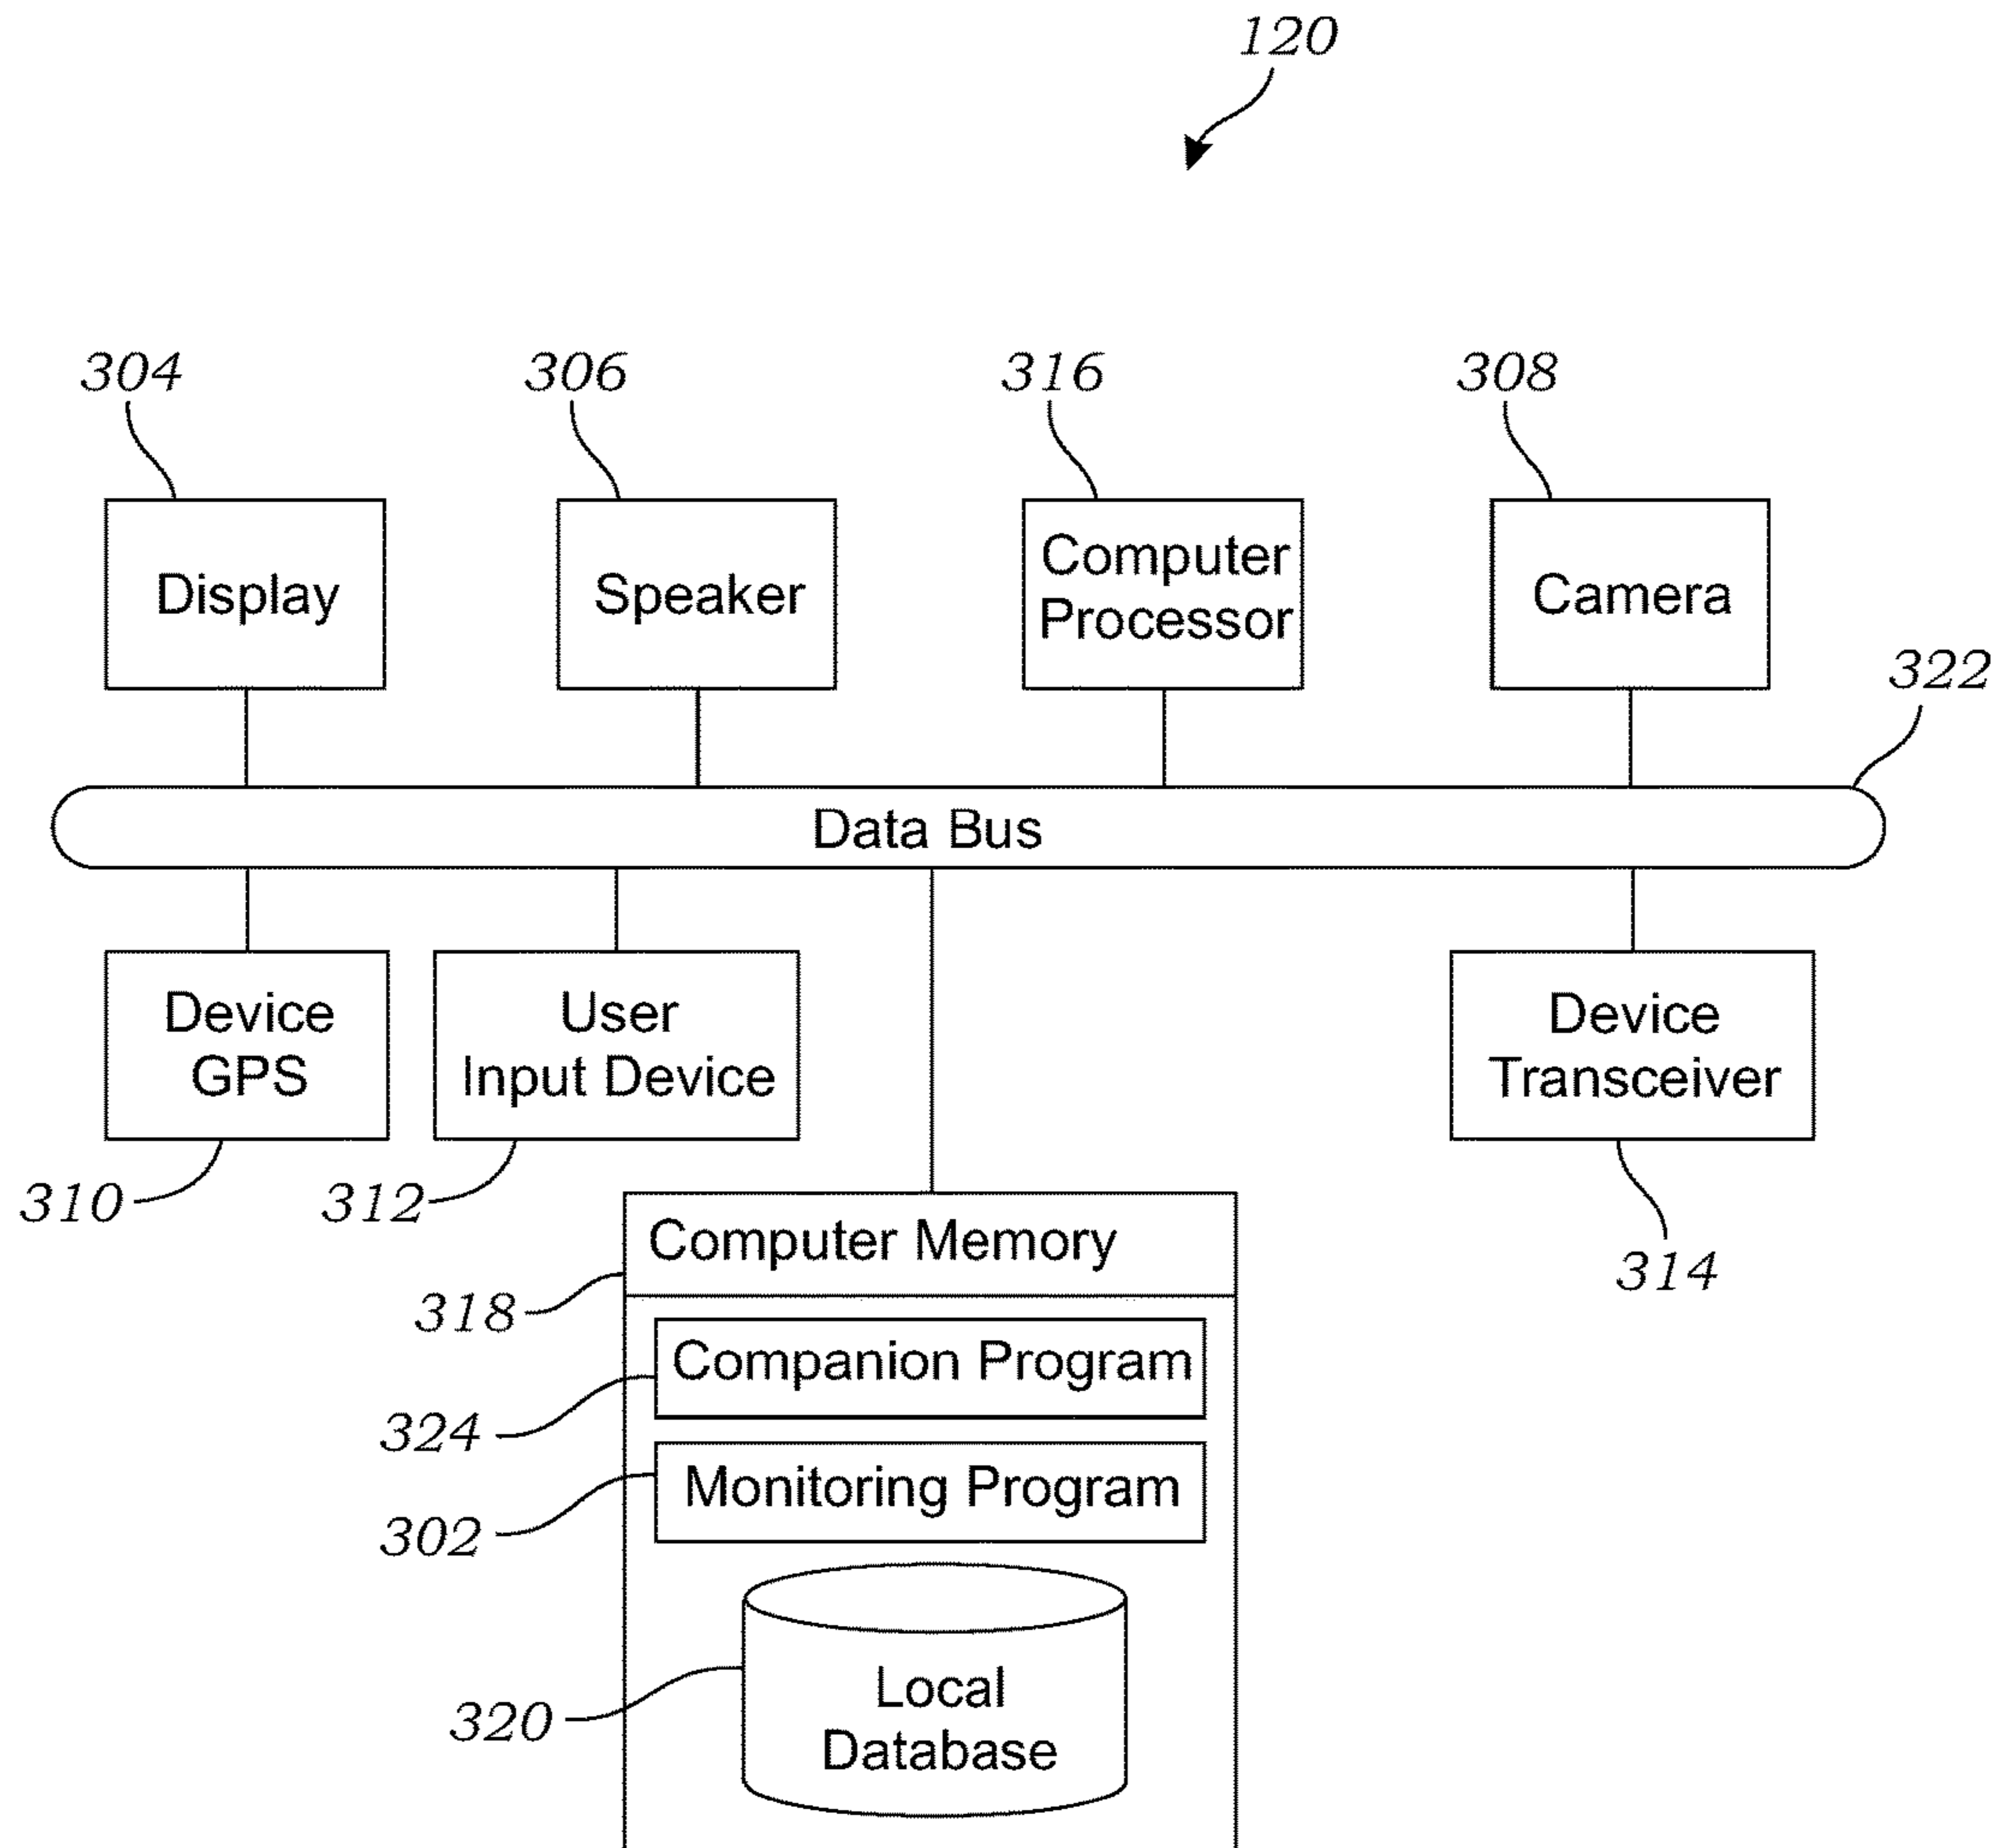 120
304
306
316
308
Display
Speaker
Computer
Processor
Camera
322
Data Bus
Device
GPS
User
Input Device
Device
Transceiver
310
312
314
Computer Memory
318
Companion Program
324
Monitoring Program
302
Local
Database
320